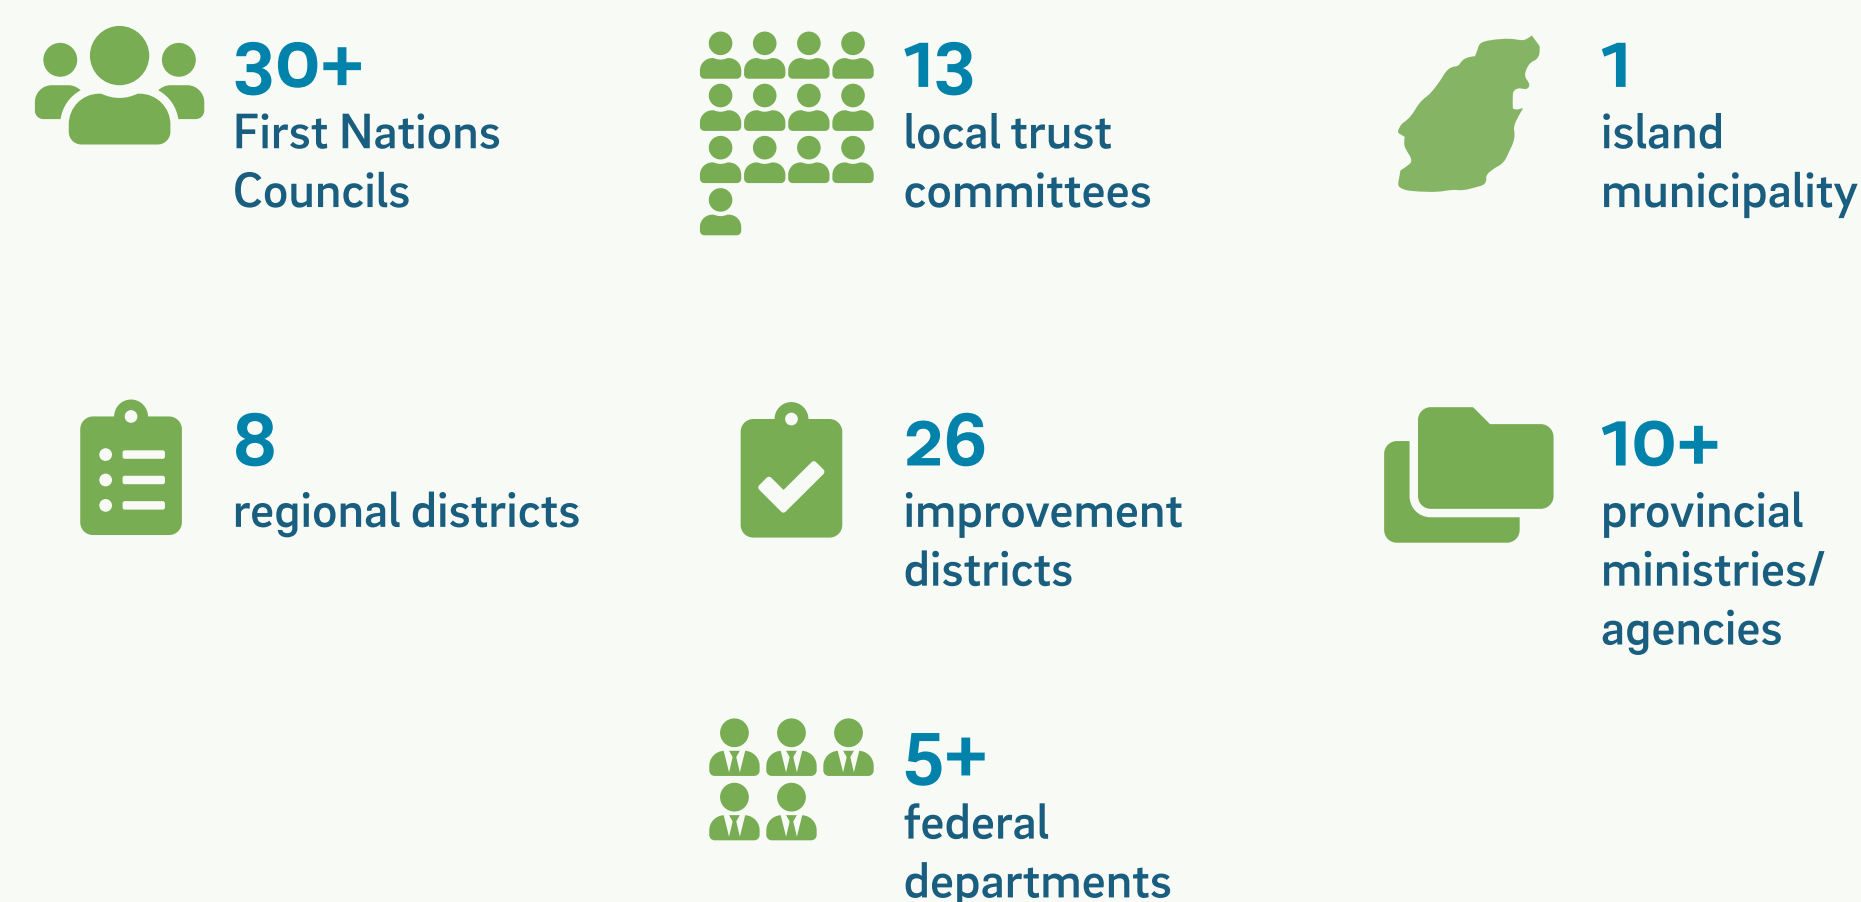 30+
First Nations
Councils
13
local trust
committees
1
island
municipality
8
regional districts
26
improvement
districts
10+
provincial
ministries/
agencies
5+
federal
departments